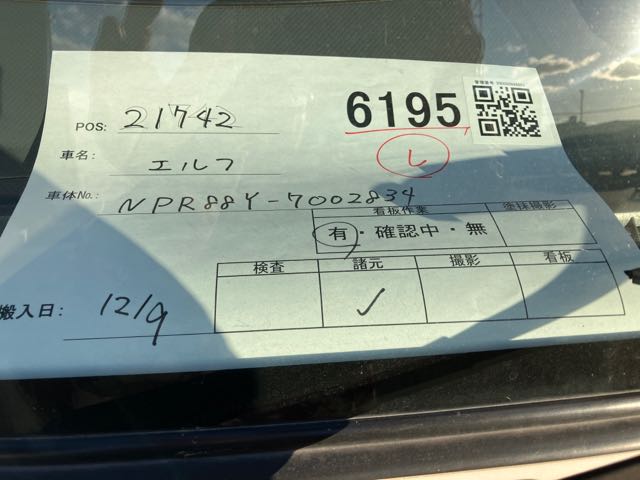 6195
POS: 21742
車名: エルフ
し
車体No.: NPR88Y-7002834
看板作業
有・確認中・無
塗抹撮影
検査 諸元 撮影 看板
✓
搬入日: 12/9